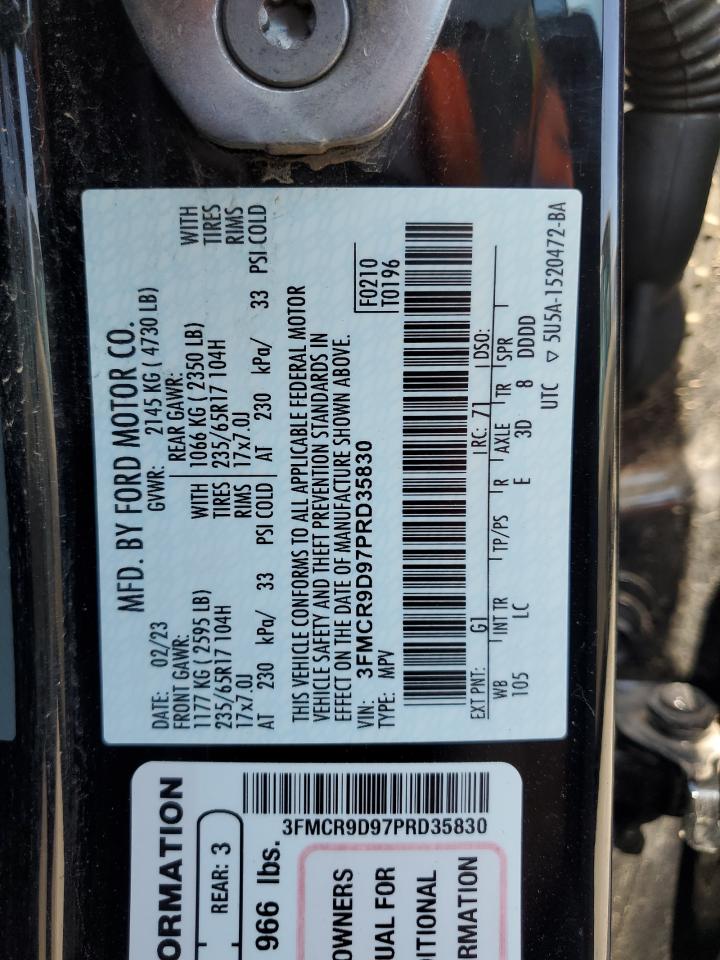 MFD. BY FORD MOTOR CO.
DATE: 02/23 GVWR: 2145 KG ( 4730 LB)
FRONT GAWR: REAR GAWR:
1177 KG ( 2595 LB) WITH 1066 KG ( 2350 LB) WITH
235/65R17 104H TIRES 235/65R17 104H TIRES
17x7.0J RIMS 17x7.0J RIMS
AT 230 kPa/ 33 PSI COLD AT 230 kPa/ 33 PSI COLD
THIS VEHICLE CONFORMS TO ALL APPLICABLE FEDERAL MOTOR
VEHICLE SAFETY AND THEFT PREVENTION STANDARDS IN
EFFECT ON THE DATE OF MANUFACTURE SHOWN ABOVE.
VIN: 3FMCR9D97PRD35830 F0210
TYPE: MPV T0196
EXT PNT: G1 RC: 71 DSO:
WB INT TR TP/PS R AXLE TR SPR
105 LC E 3D 8 DDDD
UTC ▽ 5U5A-1520472-BA
ORMATION
REAR: 3
966 lbs.
3FMCR9D97PRD35830
OWNERS
UAL FOR
ITIONAL
RMATION